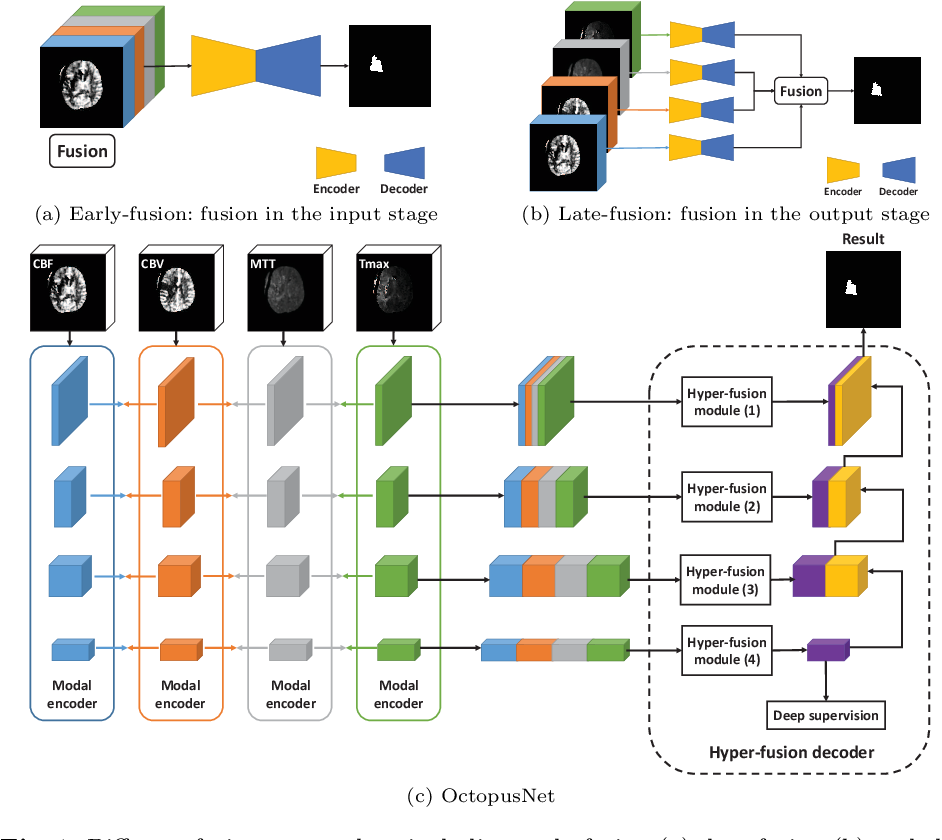 Fusion
Encoder Decoder
(a) Early-fusion: fusion in the input stage
Fusion
Encoder Decoder
(b) Late-fusion: fusion in the output stage
Result
CBF CBV MTT Tmax
Hyper-fusion
module (1)
Hyper-fusion
module (2)
Hyper-fusion
module (3)
Hyper-fusion
module (4)
Modal
encoder
Modal
encoder
Modal
encoder
Modal
encoder
Deep supervision
Hyper-fusion decoder
(c) OctopusNet